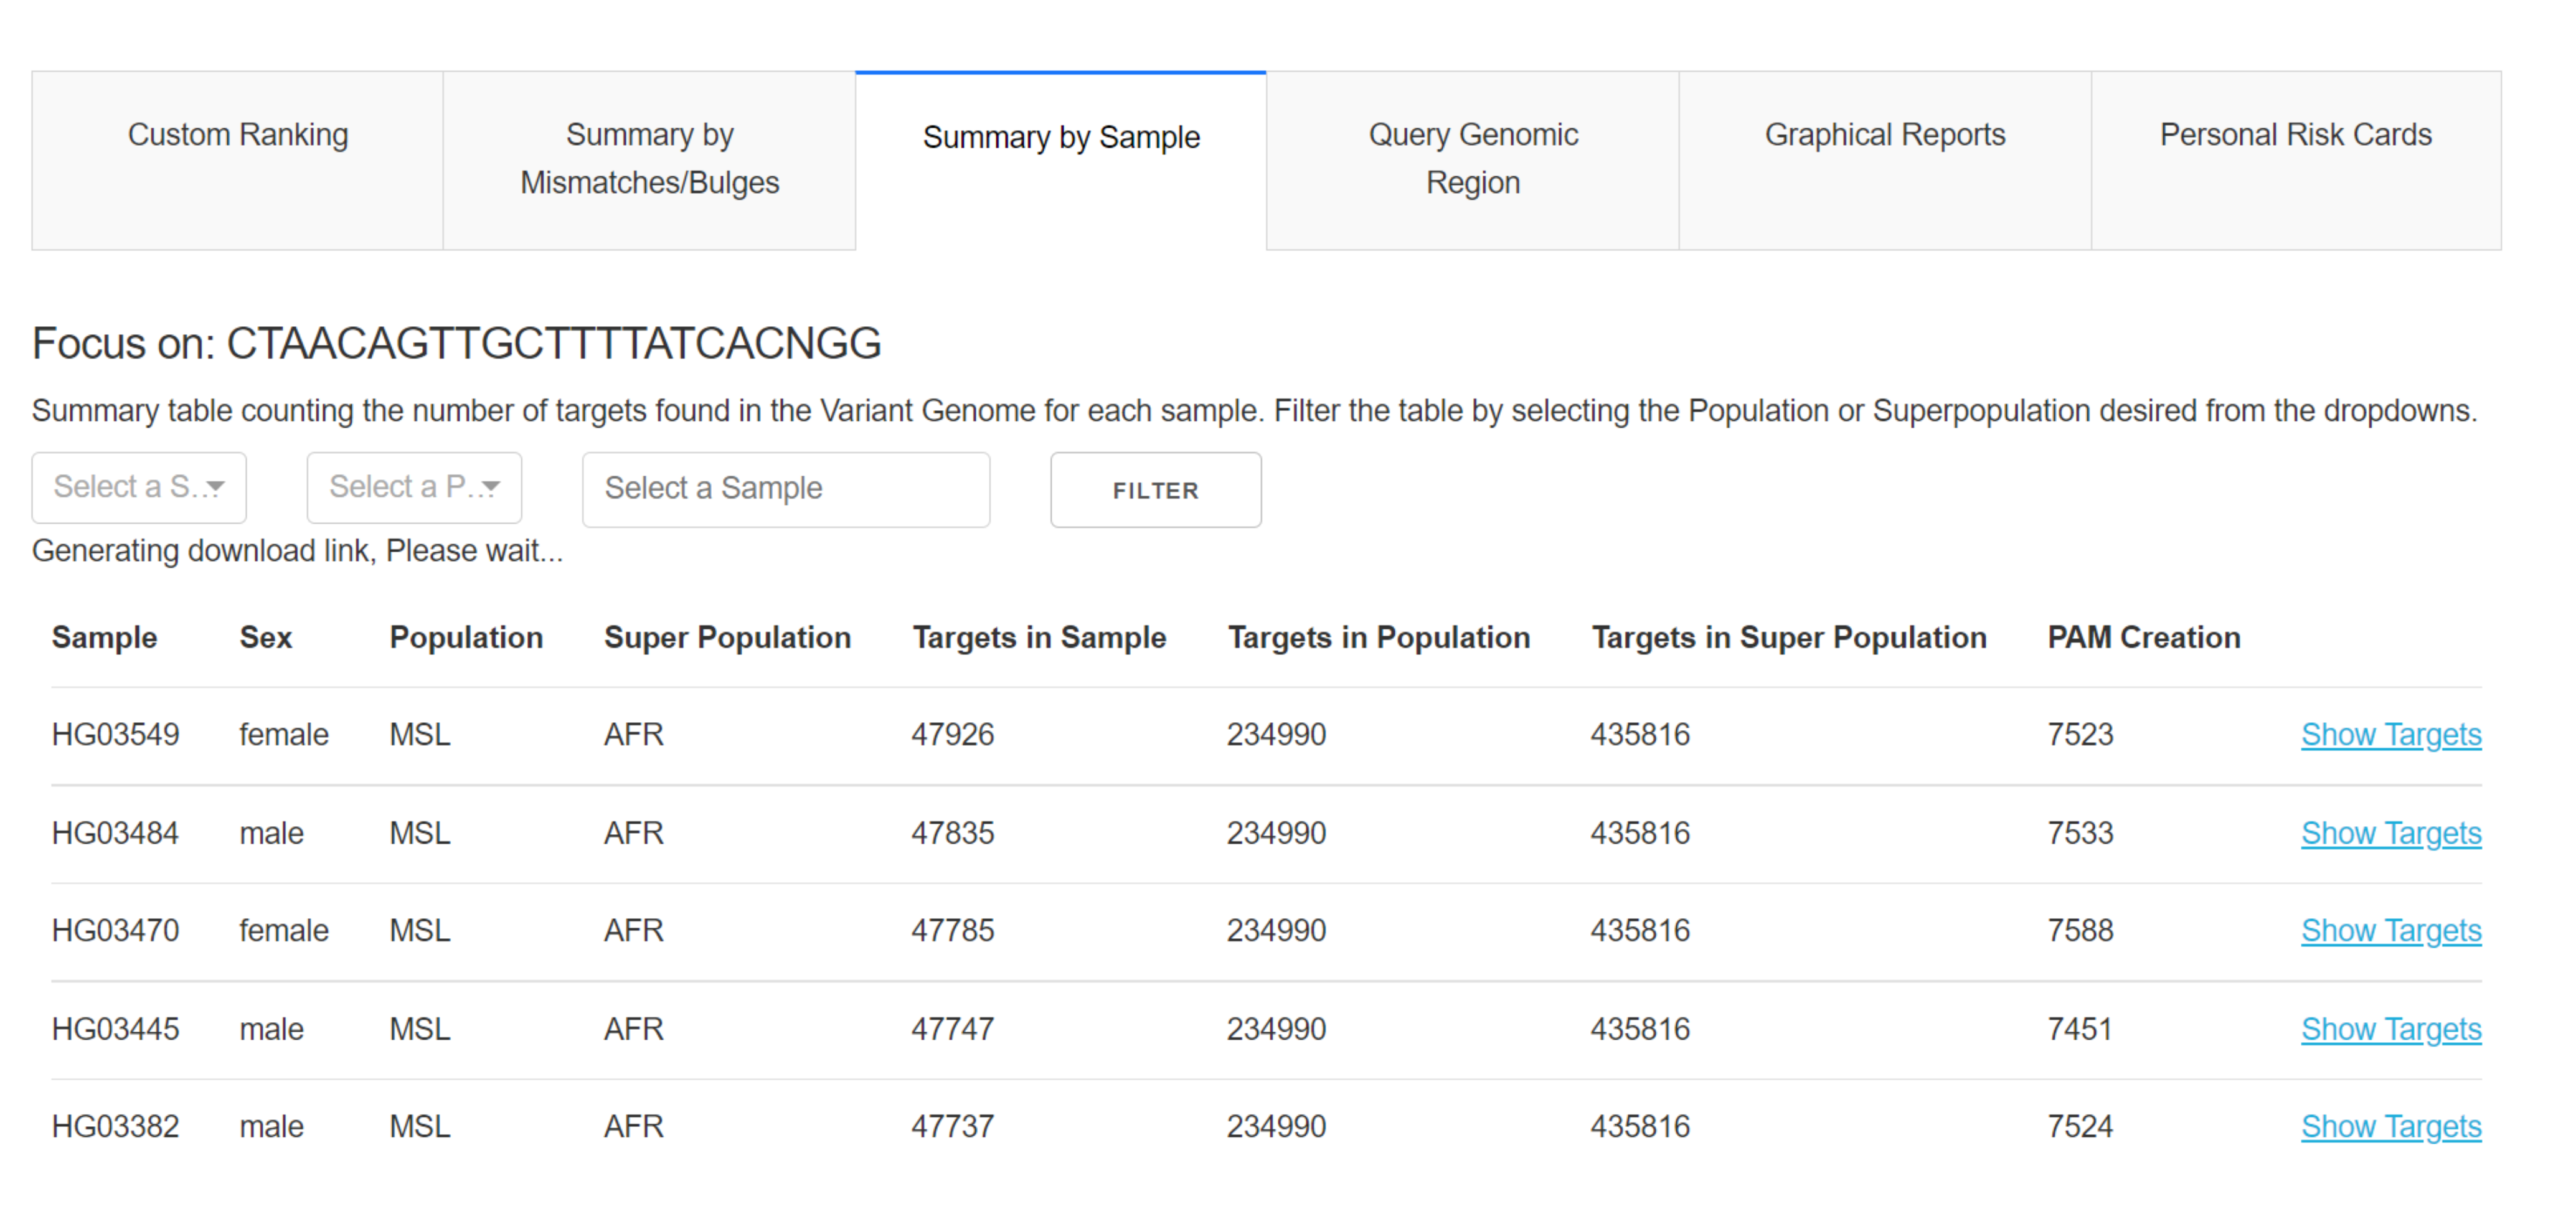 Custom Ranking
Summary by
Mismatches/Bulges
Summary by Sample
Query Genomic
Region
Graphical Reports
Personal Risk Cards
Focus on: CTAACAGTTGCTTTTATCACNGG
Summary table counting the number of targets found in the Variant Genome for each sample. Filter the table by selecting the Population or Superpopulation desired from the dropdowns.
Select a S... Select a P... Select a Sample FILTER
Generating download link, Please wait...
Sample Sex Population Super Population Targets in Sample Targets in Population Targets in Super Population PAM Creation
HG03549 female MSL AFR 47926 234990 435816 7523 Show Targets
HG03484 male MSL AFR 47835 234990 435816 7533 Show Targets
HG03470 female MSL AFR 47785 234990 435816 7588 Show Targets
HG03445 male MSL AFR 47747 234990 435816 7451 Show Targets
HG03382 male MSL AFR 47737 234990 435816 7524 Show Targets